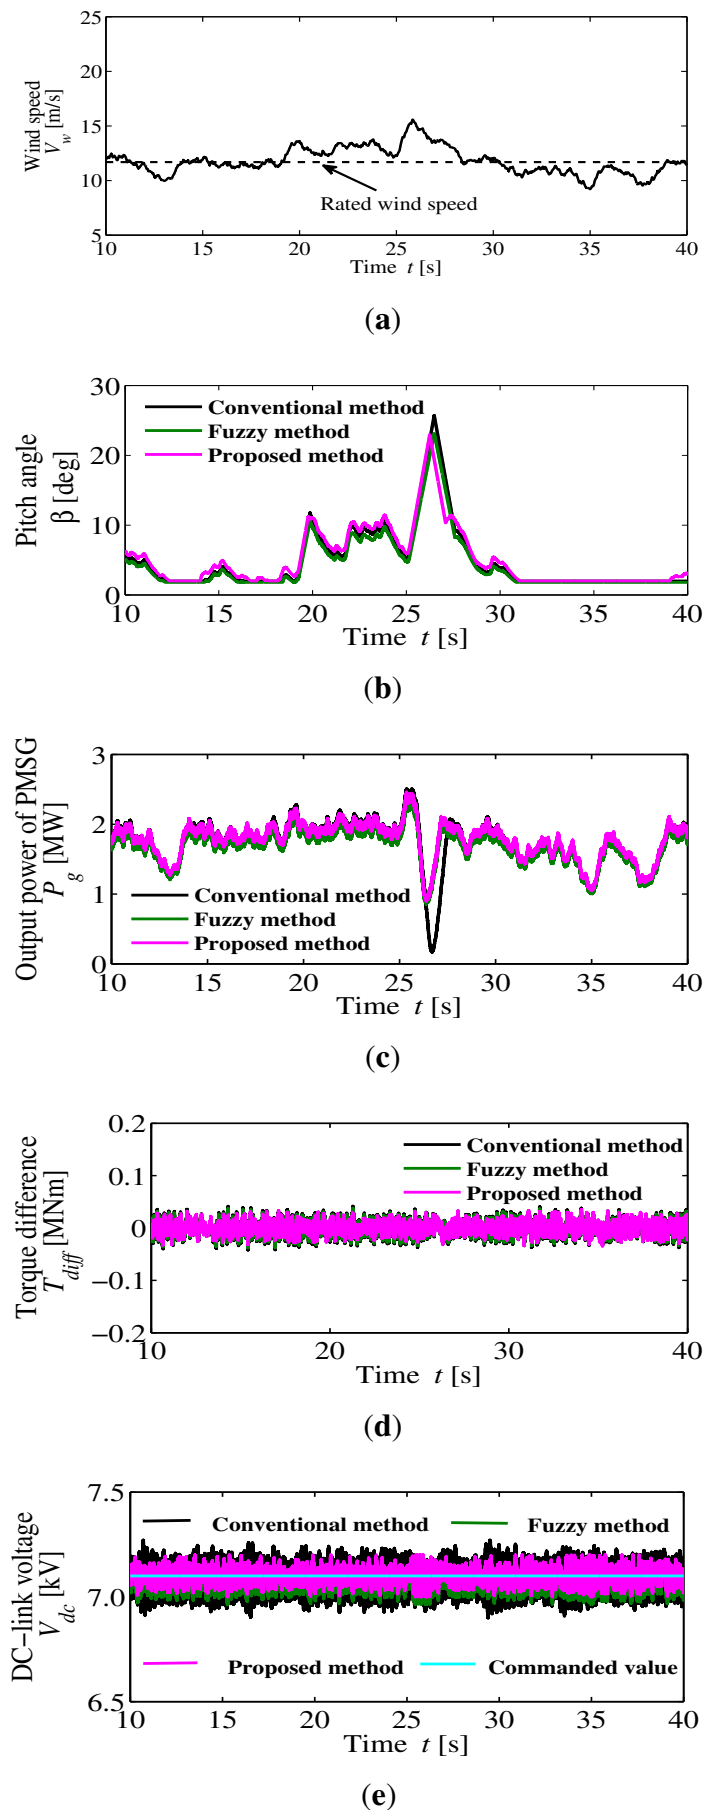 25
20
15
10
5
Wind speed
V_w [m/s]
Rated wind speed
10 15 20 25 30 35 40
Time t [s]
(a)
30
20
10
0
Pitch angle
β [deg]
Conventional method
Fuzzy method
Proposed method
10 15 20 25 30 35 40
Time t [s]
(b)
3
2
1
0
Output power of PMSG
P_g [MW]
Conventional method
Fuzzy method
Proposed method
10 15 20 25 30 35 40
Time t [s]
(c)
0.2
0.1
0
−0.1
−0.2
Torque difference
T_diff [MNm]
Conventional method
Fuzzy method
Proposed method
10 20 30 40
Time t [s]
(d)
7.5
7.0
6.5
DC−link voltage
V_dc [kV]
Conventional method Fuzzy method
Proposed method Commanded value
10 15 20 25 30 35 40
Time t [s]
(e)